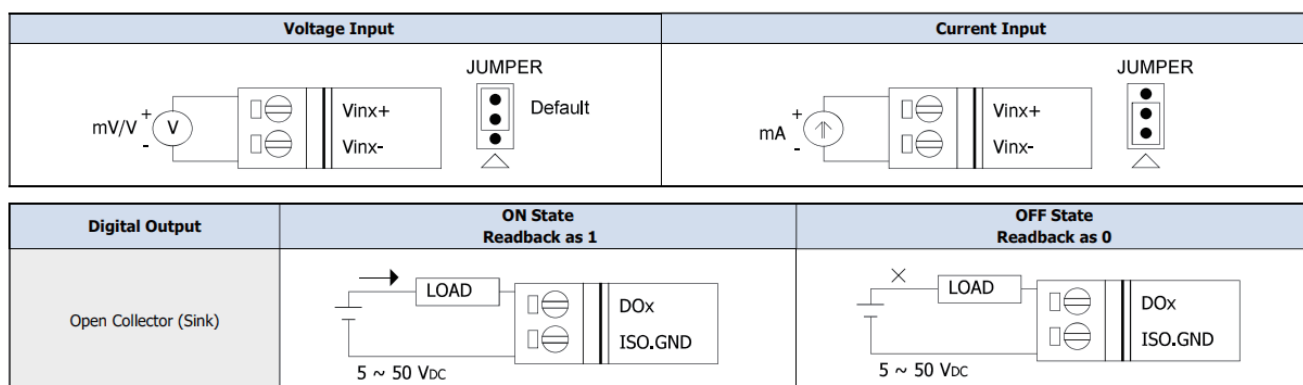 Voltage Input
Current Input
JUMPER
mV/V
+
-
V
Vinx+
Vinx-
Default
JUMPER
mA
+
-
Vinx+
Vinx-
Digital Output
ON State
Readback as 1
OFF State
Readback as 0
Open Collector (Sink)
LOAD
DOx
ISO.GND
5 ~ 50 VDC
LOAD
DOx
ISO.GND
5 ~ 50 VDC